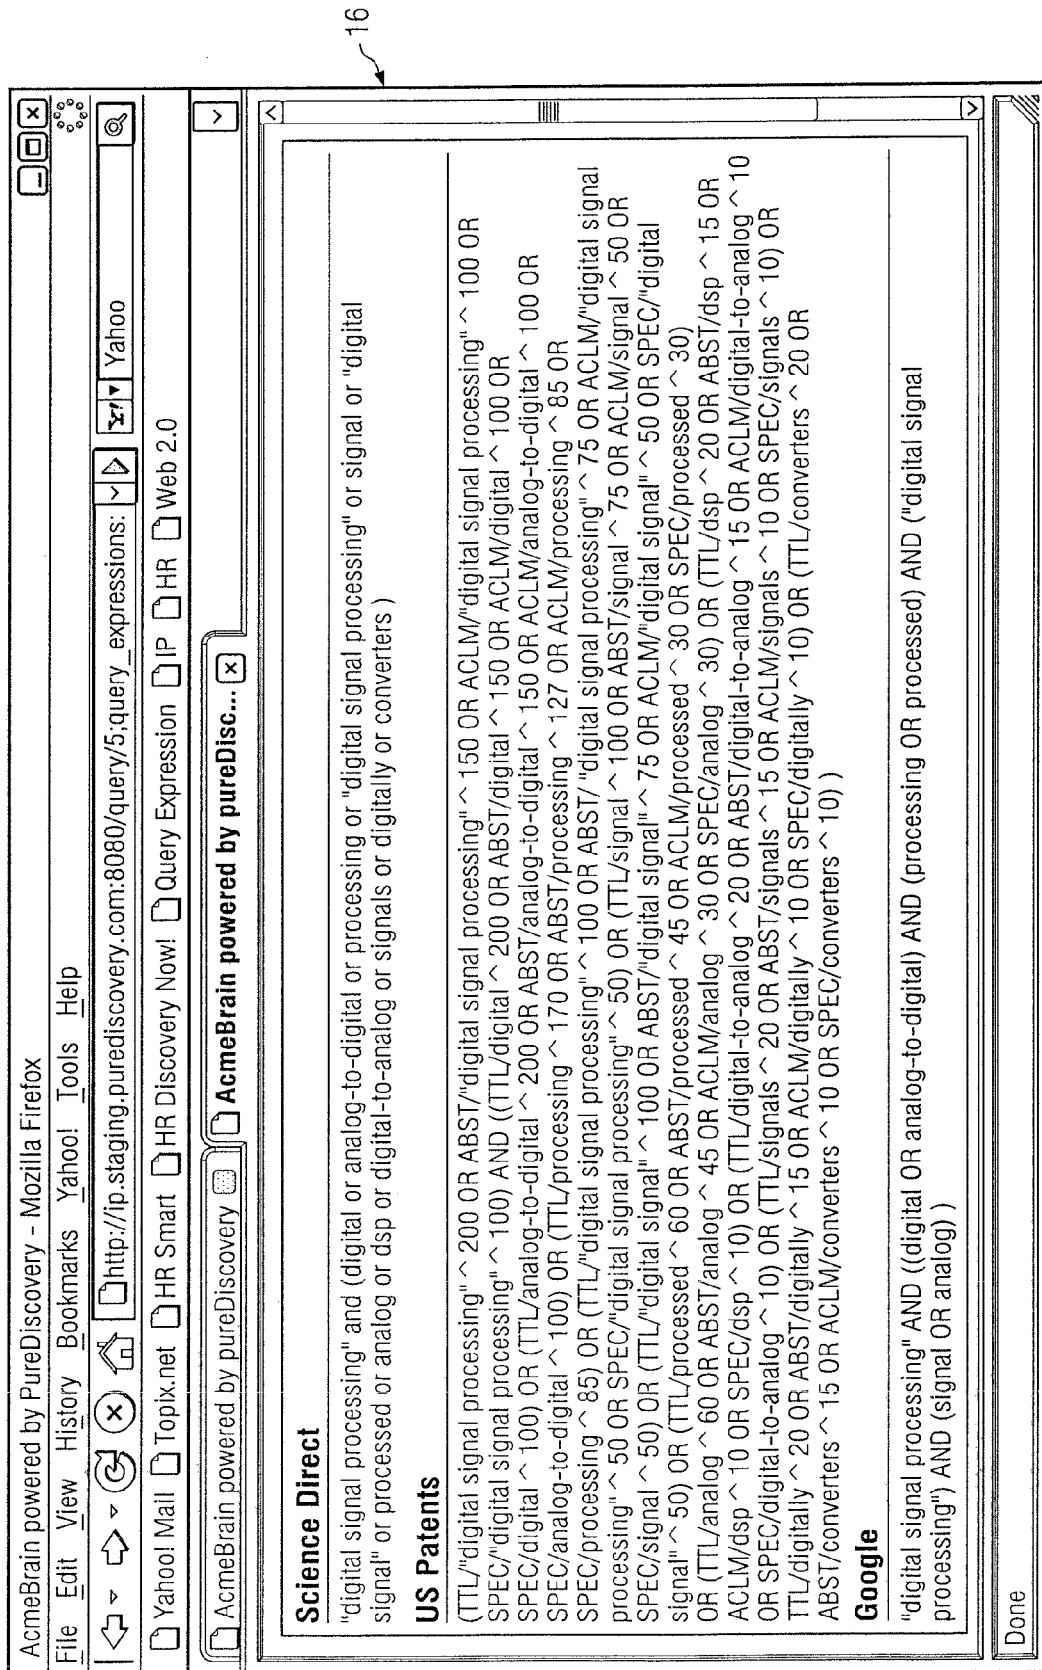 16
AcmeBrain powered by PureDiscovery - Mozilla Firefox
File Edit View History Bookmarks Yahoo! Tools Help
http://ip.staging.purediscovery.com:8080/query/5;query_expressions: Y! Yahoo
Yahoo! Mail Topix.net HR Smart HR Discovery Now! Query Expression IP HR Web 2.0
AcmeBrain powered by pureDiscovery AcmeBrain powered by pureDisc...
Science Direct
"digital signal processing" and (digital or analog-to-digital or processing or "digital signal processing" or signal or "digital
signal" or processed or analog or dsp or digital-to-analog or signals or digitally or converters )
US Patents
(TTL/"digital signal processing" ^ 200 OR ABST/"digital signal processing" ^ 150 OR ACLM/"digital signal processing" ^ 100 OR
SPEC/"digital signal processing" ^ 100) AND ((TTL/digital ^ 200 OR ABST/digital ^ 150 OR ACLM/digital ^ 100 OR
SPEC/digital ^ 100) OR (TTL/analog-to-digital ^ 200 OR ABST/analog-to-digital ^ 150 OR ACLM/analog-to-digital ^ 100 OR
SPEC/analog-to-digital ^ 100) OR (TTL/processing ^ 170 OR ABST/processing ^ 127 OR ACLM/processing ^ 85 OR
SPEC/processing ^ 85) OR (TTL/"digital signal processing" ^ 100 OR ABST/"digital signal processing" ^ 75 OR ACLM/"digital signal
processing" ^ 50 OR SPEC/"digital signal processing" ^ 50) OR (TTL/signal ^ 100 OR ABST/signal ^ 75 OR ACLM/signal ^ 50 OR
SPEC/signal ^ 50) OR (TTL/"digital signal" ^ 100 OR ABST/"digital signal" ^ 75 OR ACLM/"digital signal" ^ 50 OR SPEC/"digital
signal" ^ 50) OR (TTL/processed ^ 60 OR ABST/processed ^ 45 OR ACLM/processed ^ 30 OR SPEC/processed ^ 30)
OR (TTL/analog ^ 60 OR ABST/analog ^ 45 OR ACLM/analog ^ 30 OR SPEC/analog ^ 30) OR (TTL/dsp ^ 20 OR ABST/dsp ^ 15 OR
ACLM/dsp ^ 10 OR SPEC/dsp ^ 10) OR (TTL/digital-to-analog ^ 20 OR ABST/digital-to-analog ^ 15 OR ACLM/digital-to-analog ^ 10
OR SPEC/digital-to-analog ^ 10) OR (TTL/signals ^ 20 OR ABST/signals ^ 15 OR ACLM/signals ^ 10 OR SPEC/signals ^ 10) OR
TTL/digitally ^ 20 OR ABST/digitally ^ 15 OR ACLM/digitally ^ 10 OR SPEC/digitally ^ 10) OR (TTL/converters ^ 20 OR
ABST/converters ^ 15 OR ACLM/converters ^ 10 OR SPEC/converters ^ 10) )
Google
"digital signal processing" AND ((digital OR analog-to-digital) AND (processing OR processed) AND ("digital signal
processing") AND (signal OR analog) )
Done